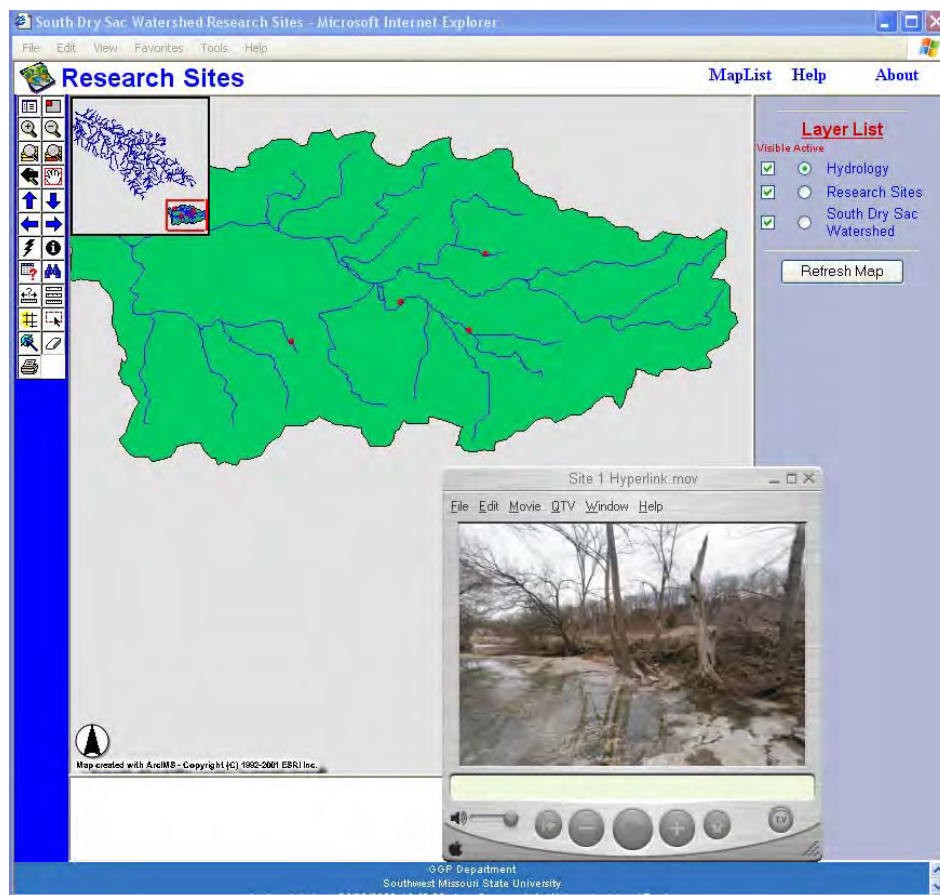 South Dry Sac Watershed Research Sites - Microsoft Internet Explorer
File Edit View Favorites Tools Help
Research Sites
MapList Help About
Layer List
Visible Active
Hydrology
Research Sites
South Dry Sac
Watershed
Refresh Map
Map created with ArcIMS - Copyright (C) 1992-2001 ESRI Inc.
Site 1 Hyperlink.mov
File Edit Movie QTV Window Help
TV
GGP Department
Southwest Missouri State University